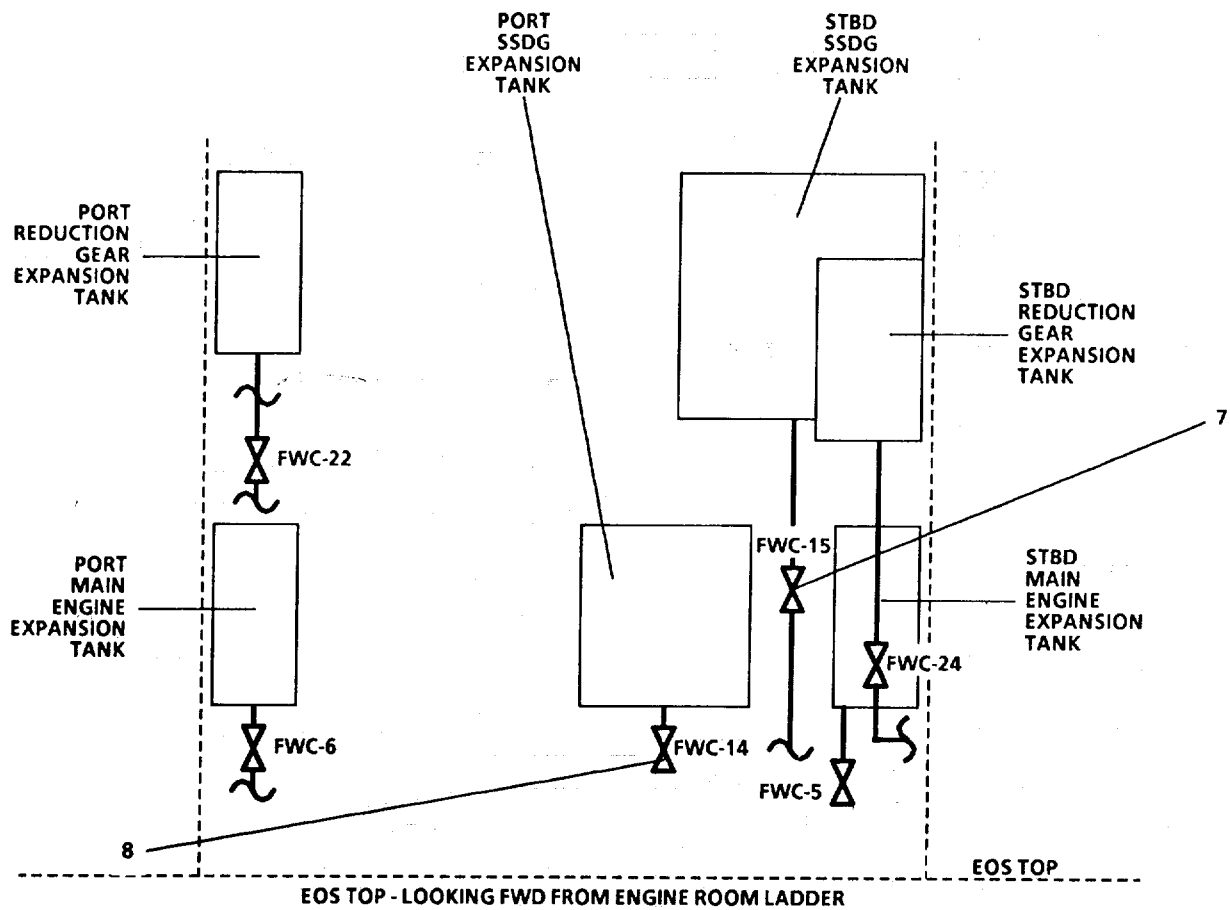 PORT
SSDG
EXPANSION
TANK
STBD
SSDG
EXPANSION
TANK
PORT
REDUCTION
GEAR
EXPANSION
TANK
STBD
REDUCTION
GEAR
EXPANSION
TANK
7
FWC-22
FWC-15
PORT
MAIN
ENGINE
EXPANSION
TANK
STBD
MAIN
ENGINE
EXPANSION
TANK
FWC-24
FWC-6
FWC-14
FWC-5
8
EOS TOP
EOS TOP - LOOKING FWD FROM ENGINE ROOM LADDER